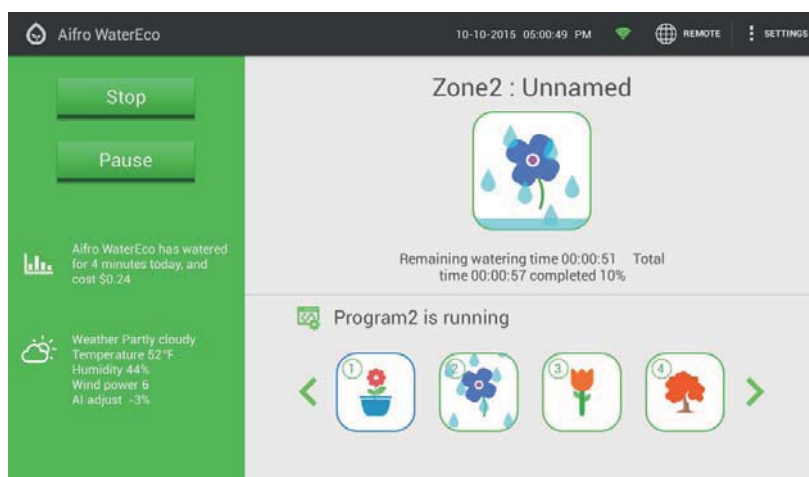 Aifro WaterEco
10-10-2015 05:00:49 PM
REMOTE
SETTINGS
Stop
Pause
Aifro WaterEco has watered
for 4 minutes today, and
cost $0.24
Weather Partly cloudy
Temperature 52°F
Humidity 44%
Wind power 6
AI adjust -3%
Zone2 : Unnamed
Remaining watering time 00:00:51 Total
time 00:00:57 completed 10%
Program2 is running
1
2
3
4